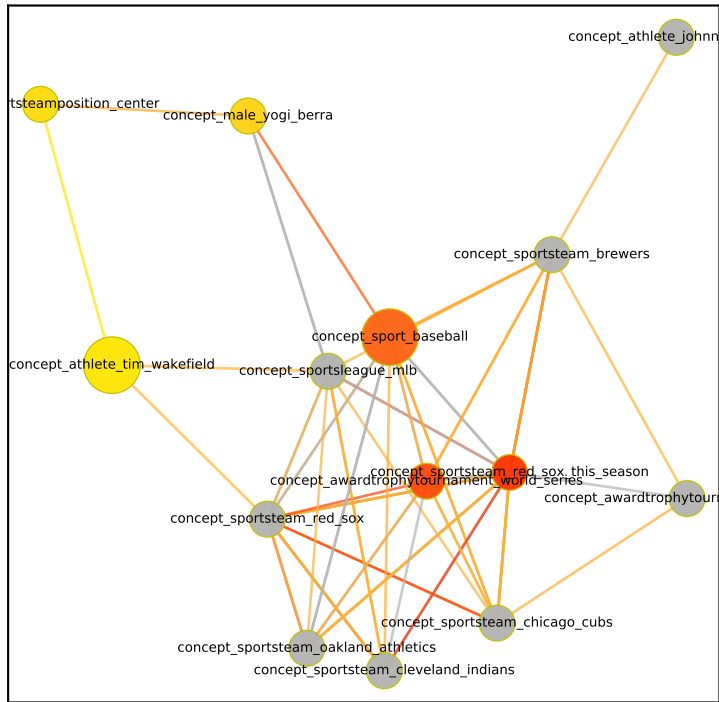 concept_athlete_johnn
rtsteamposition_center
concept_male_yogi_berra
concept_sportsteam_brewers
concept_sport_baseball
concept_athlete_tim_wakefield
concept_sportsleague_mlb
concept_sportsteam_red_sox_this_season
concept_awardtrophytournament_world_series
concept_awardtrophytourn
concept_sportsteam_red_sox
concept_sportsteam_chicago_cubs
concept_sportsteam_oakland_athletics
concept_sportsteam_cleveland_indians